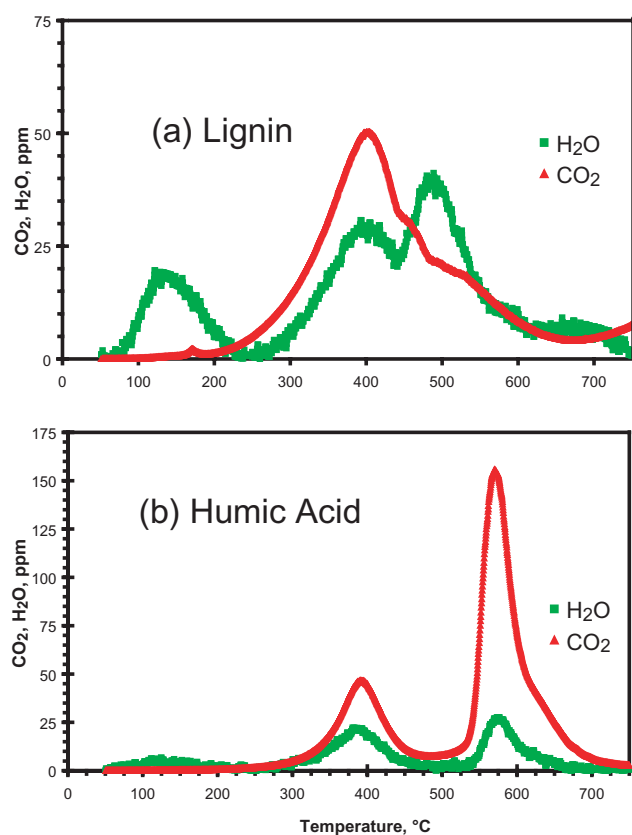 75
50
25
0
CO₂, H₂O, ppm
(a) Lignin
H₂O
CO₂
0 100 200 300 400 500 600 700
175
150
125
100
75
50
25
0
CO₂, H₂O, ppm
(b) Humic Acid
H₂O
CO₂
0 100 200 300 400 500 600 700
Temperature, °C